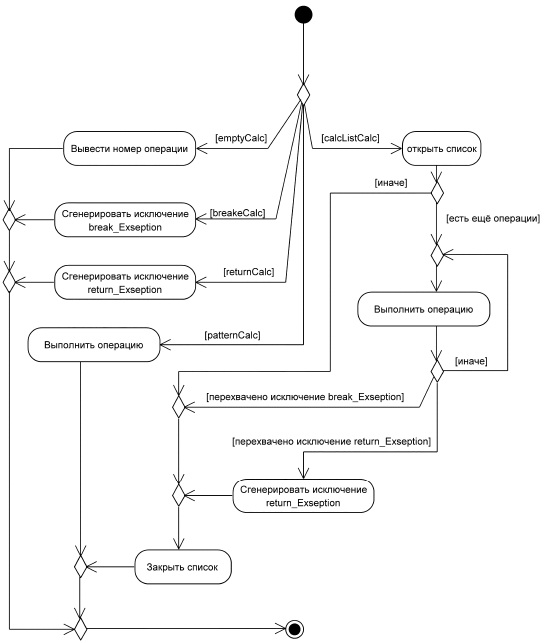 [emptyCalc]
[calcListCalc]
Вывести номер операции
открыть список
[иначе]
[breakeCalc]
Сгенерировать исключение
break_Exseption
[есть ещё операции]
[returnCalc]
Сгенерировать исключение
return_Exseption
Выполнить операцию
[patternCalc]
Выполнить операцию
[иначе]
[перехвачено исключение break_Exseption]
[перехвачено исключение return_Exseption]
Сгенерировать исключение
return_Exseption
Закрыть список